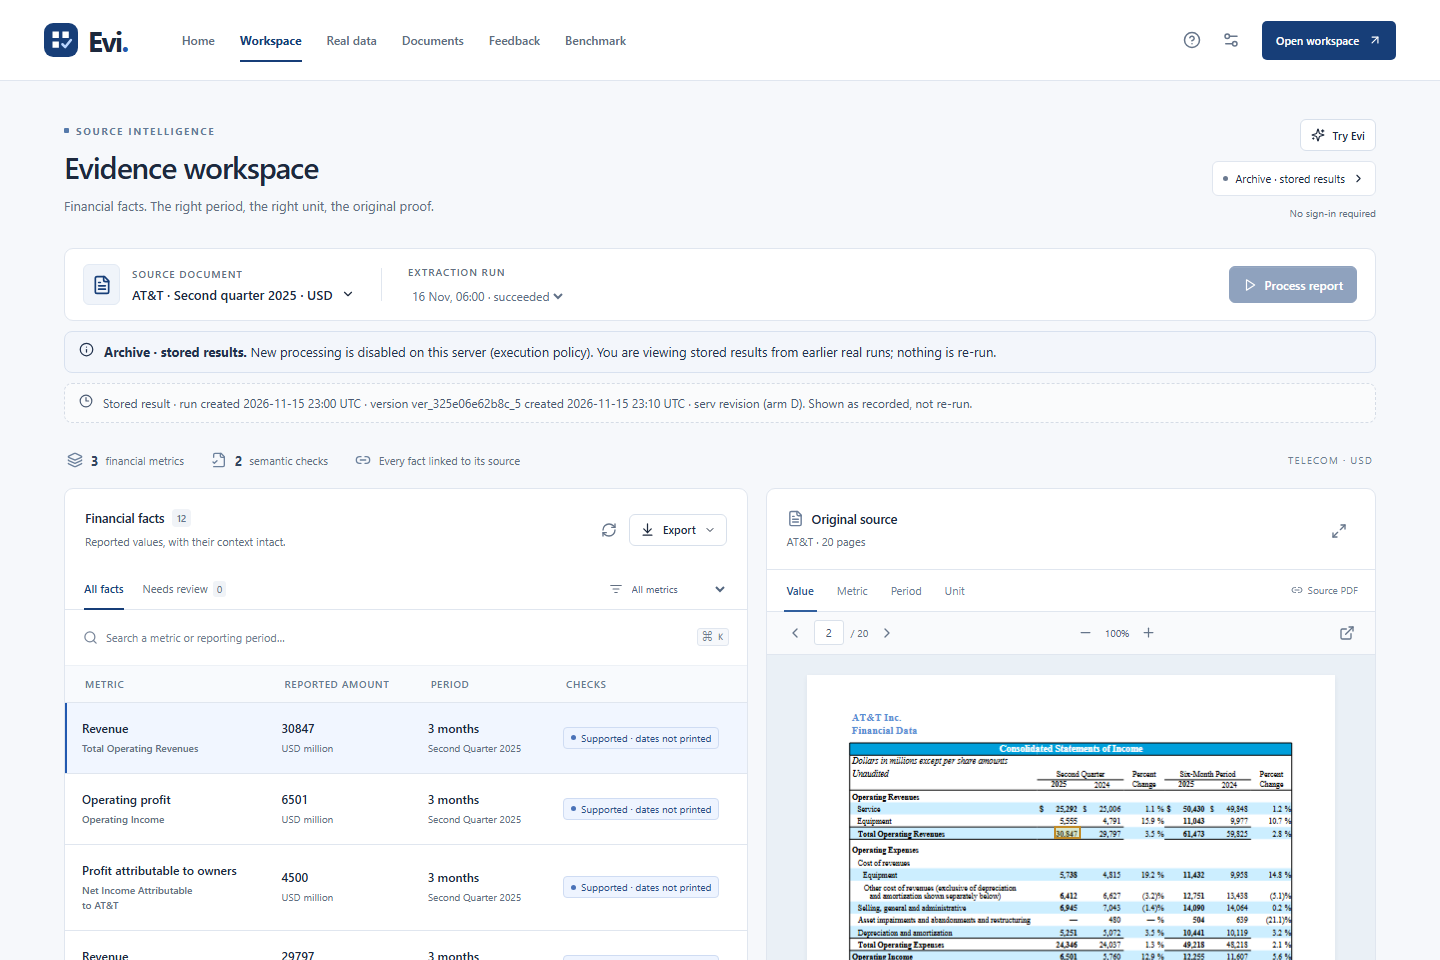 Evi.
Home Workspace Real data Documents Feedback Benchmark
Open workspace
SOURCE INTELLIGENCE
Evidence workspace
Financial facts. The right period, the right unit, the original proof.
Try Evi
Archive · stored results
No sign-in required
SOURCE DOCUMENT
AT&T · Second quarter 2025 · USD
EXTRACTION RUN
16 Nov, 06:00 · succeeded
Process report
Archive · stored results. New processing is disabled on this server (execution policy). You are viewing stored results from earlier real runs; nothing is re-run.
Stored result · run created 2026-11-15 23:00 UTC · version ver_325e06e62b8c_5 created 2026-11-15 23:10 UTC · serv revision (arm D). Shown as recorded, not re-run.
3 financial metrics
2 semantic checks
Every fact linked to its source
TELECOM · USD
Financial facts 12
Reported values, with their context intact.
Export
All facts
Needs review 0
All metrics
Search a metric or reporting period...
⌘ K
METRIC REPORTED AMOUNT PERIOD CHECKS
Revenue 30847 3 months Supported · dates not printed
Total Operating Revenues USD million Second Quarter 2025
Operating profit 6501 3 months Supported · dates not printed
Operating Income USD million Second Quarter 2025
Profit attributable to owners 4500 3 months Supported · dates not printed
Net Income Attributable USD million Second Quarter 2025
to AT&T
Revenue 29797 3 months
Original source
AT&T · 20 pages
Value Metric Period Unit
Source PDF
2 / 20
100%
AT&T Inc.
Financial Data
Consolidated Statements of Income
Dollars in millions except per share amounts
Unaudited Second Quarter Percent Six-Month Period Percent
2025 2024 Change 2025 2024 Change
Operating Revenues
Service $ 25,292 $ 25,006 1.1 % $ 50,430 $ 49,848 1.2 %
Equipment 5,555 4,791 15.9 % 11,043 9,977 10.7 %
Total Operating Revenues 30,847 29,797 3.5 % 61,473 59,825 2.8 %
Operating Expenses
Cost of revenues
Equipment 5,738 4,815 19.2 % 11,432 9,958 14.8 %
Other cost of revenues (exclusive of depreciation
and amortization shown separately below) 6,412 6,627 (3.2)% 12,751 13,438 (5.1)%
Selling, general and administrative 6,945 7,043 (1.4)% 14,090 14,064 0.2 %
Asset impairments and abandonments and restructuring — 480 — % 504 639 (21.1)%
Depreciation and amortization 5,251 5,072 3.5 % 10,441 10,119 3.2 %
Total Operating Expenses 24,346 24,037 1.3 % 49,218 48,218 2.1 %
Operating Income 6,501 5,760 12.9 % 12,255 11,607 5.6 %